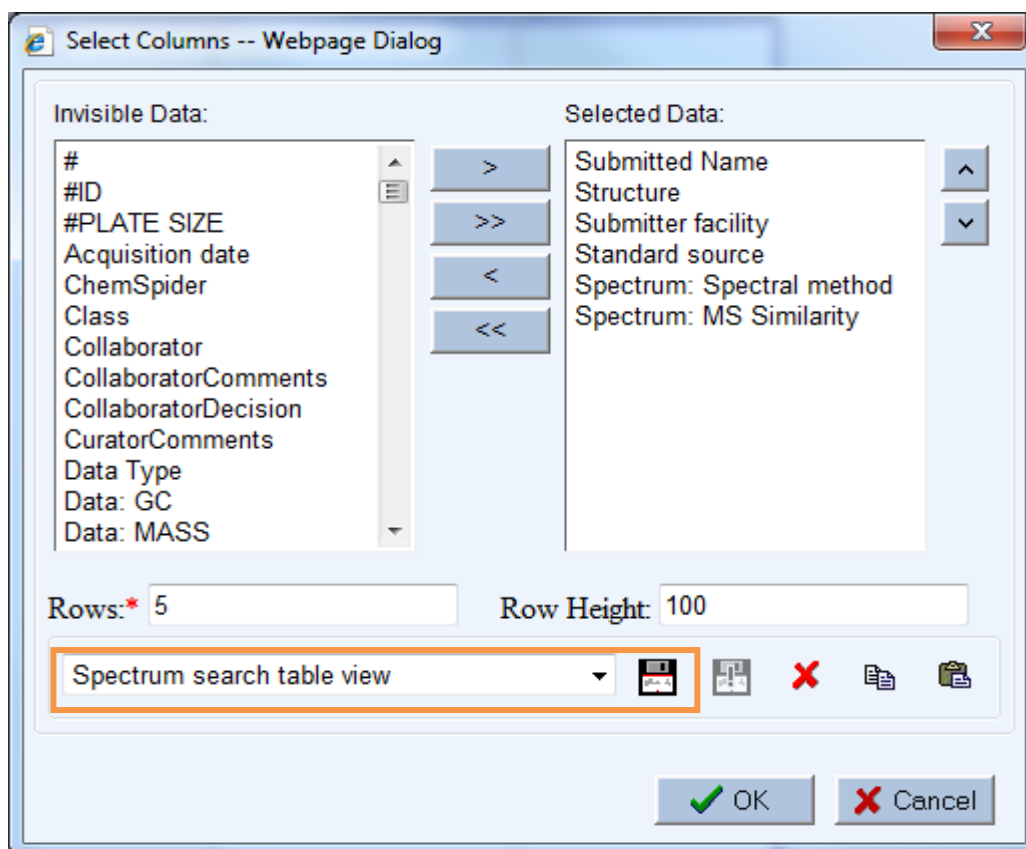 Select Columns -- Webpage Dialog
x
Invisible Data:
#
#ID
#PLATE SIZE
Acquisition date
ChemSpider
Class
Collaborator
CollaboratorComments
CollaboratorDecision
CuratorComments
Data Type
Data: GC
Data: MASS
>
>>
<
<<
Selected Data:
Submitted Name
Structure
Submitter facility
Standard source
Spectrum: Spectral method
Spectrum: MS Similarity
Rows:* 5
Row Height: 100
Spectrum search table view
OK
Cancel